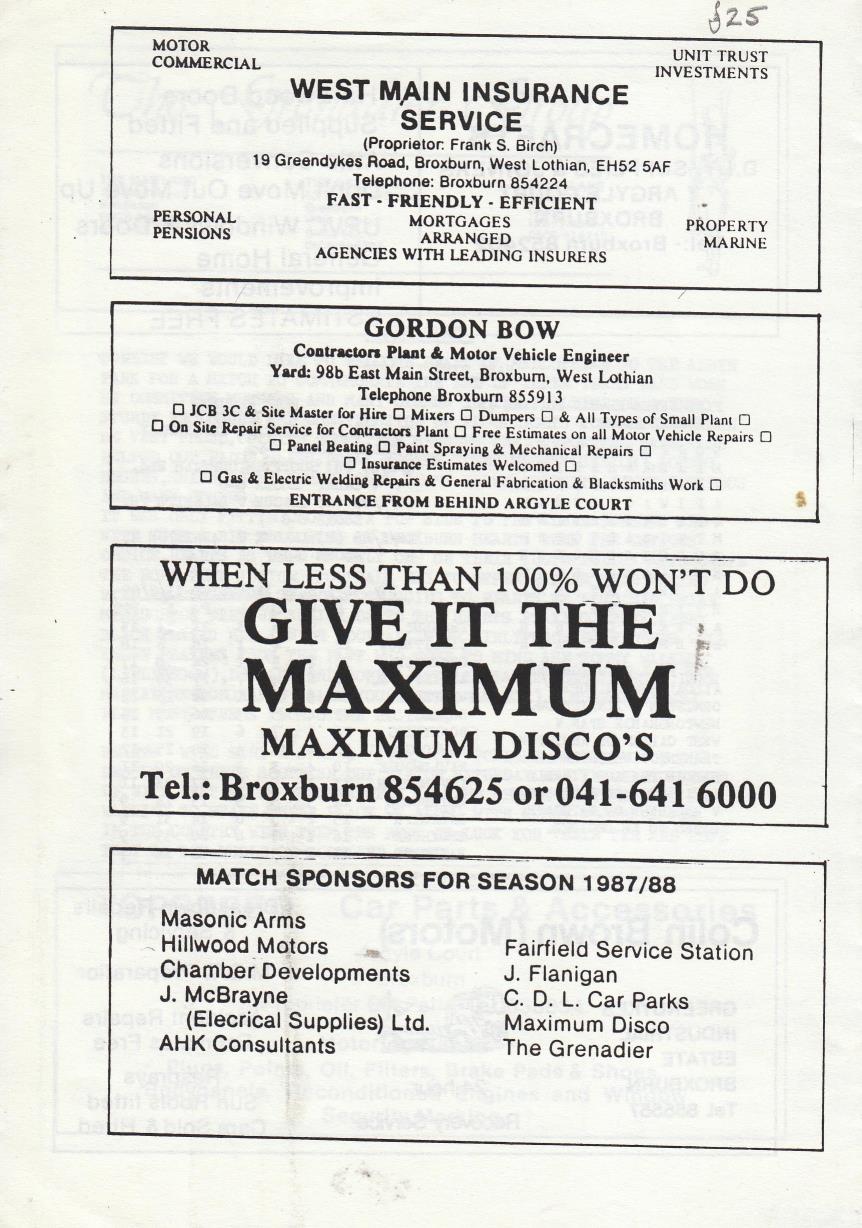 £25
MOTOR
COMMERCIAL
UNIT TRUST
INVESTMENTS
WEST MAIN INSURANCE
SERVICE
(Proprietor: Frank S. Birch)
19 Greendykes Road, Broxburn, West Lothian. EH52 5AF
Telephone: Broxburn 854224
FAST - FRIENDLY - EFFICIENT
PERSONAL
PENSIONS
MORTGAGES
ARRANGED
PROPERTY
MARINE
AGENCIES WITH LEADING INSURERS
GORDON BOW
Contractors Plant & Motor Vehicle Engineer
Yard: 98b East Main Street, Broxburn, West Lothian
Telephone Broxburn 855913
☐ JCB 3C & Site Master for Hire ☐ Mixers ☐ Dumpers ☐ & All Types of Small Plant ☐
☐ On Site Repair Service for Contractors Plant ☐ Free Estimates on all Motor Vehicle Repairs ☐
☐ Panel Beating ☐ Paint Spraying & Mechanical Repairs ☐
☐ Insurance Estimates Welcomed ☐
☐ Gas & Electric Welding Repairs & General Fabrication & Blacksmiths Work ☐
ENTRANCE FROM BEHIND ARGYLE COURT
WHEN LESS THAN 100% WON'T DO
GIVE IT THE
MAXIMUM
MAXIMUM DISCO'S
Tel.: Broxburn 854625 or 041-641 6000
MATCH SPONSORS FOR SEASON 1987/88
Masonic Arms
Hillwood Motors
Chamber Developments
J. McBrayne
(Elecrical Supplies) Ltd.
AHK Consultants
Fairfield Service Station
J. Flanigan
C. D. L. Car Parks
Maximum Disco
The Grenadier